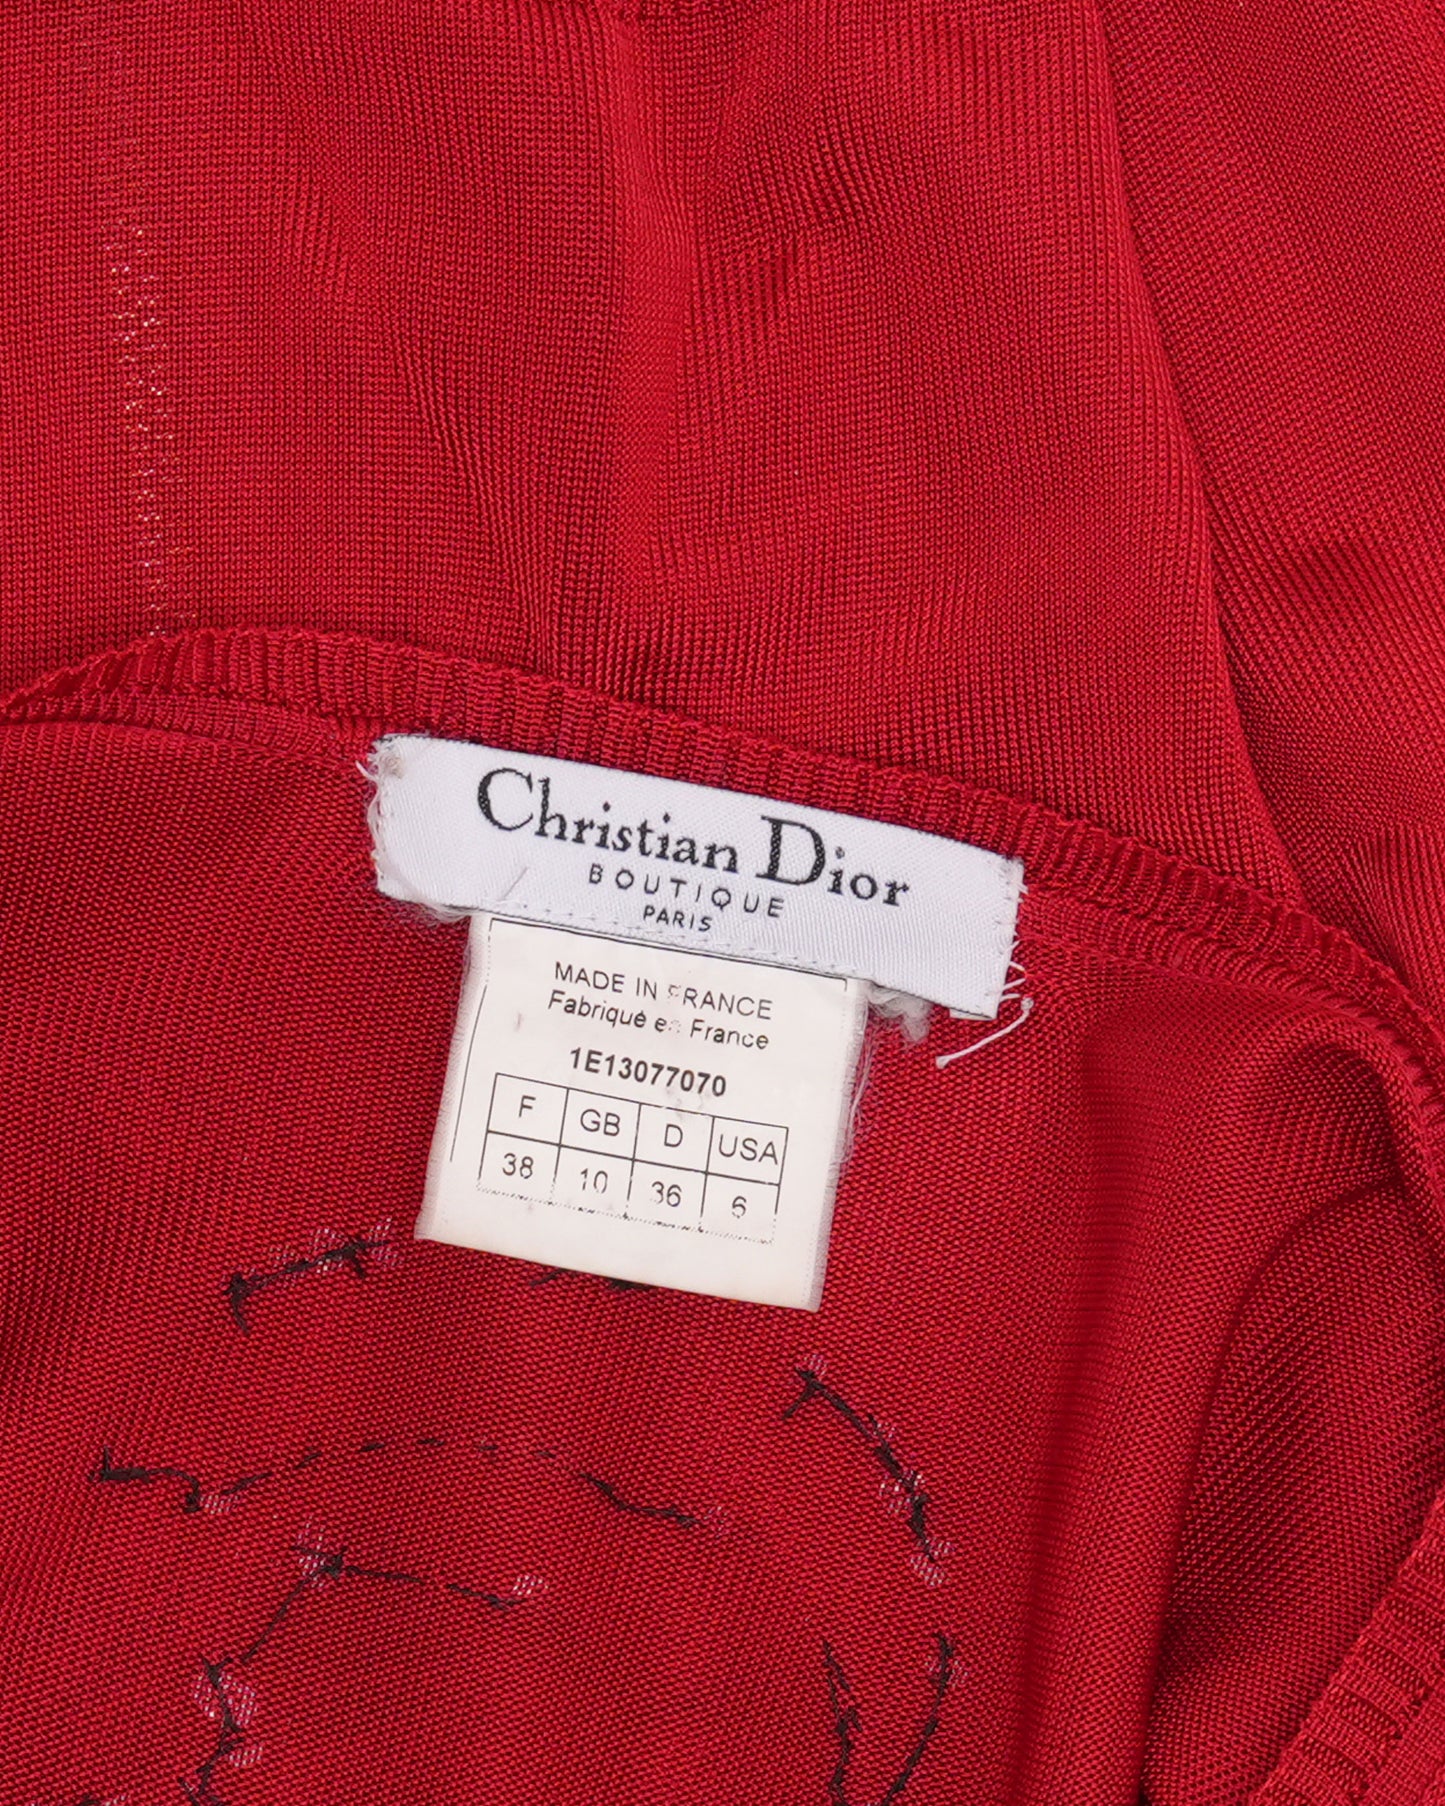 Christian Dior
BOUTIQUE
PARIS
MADE IN FRANCE
Fabriqué en France
1E13077070
F GB D USA
38 10 36 6